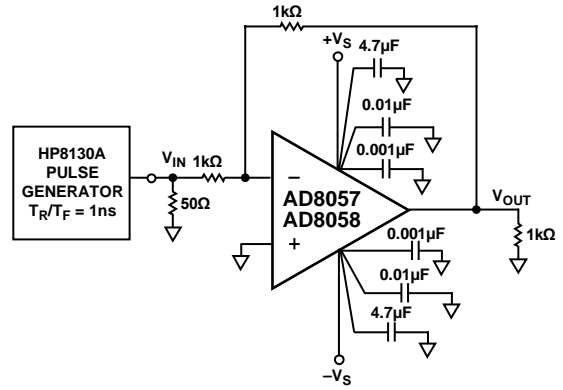 1kΩ
+VS
4.7µF
0.01µF
0.001µF
HP8130A
PULSE
GENERATOR
TR/TF = 1ns
VIN 1kΩ
50Ω
–
AD8057
AD8058
+
VOUT
1kΩ
0.001µF
0.01µF
4.7µF
–VS